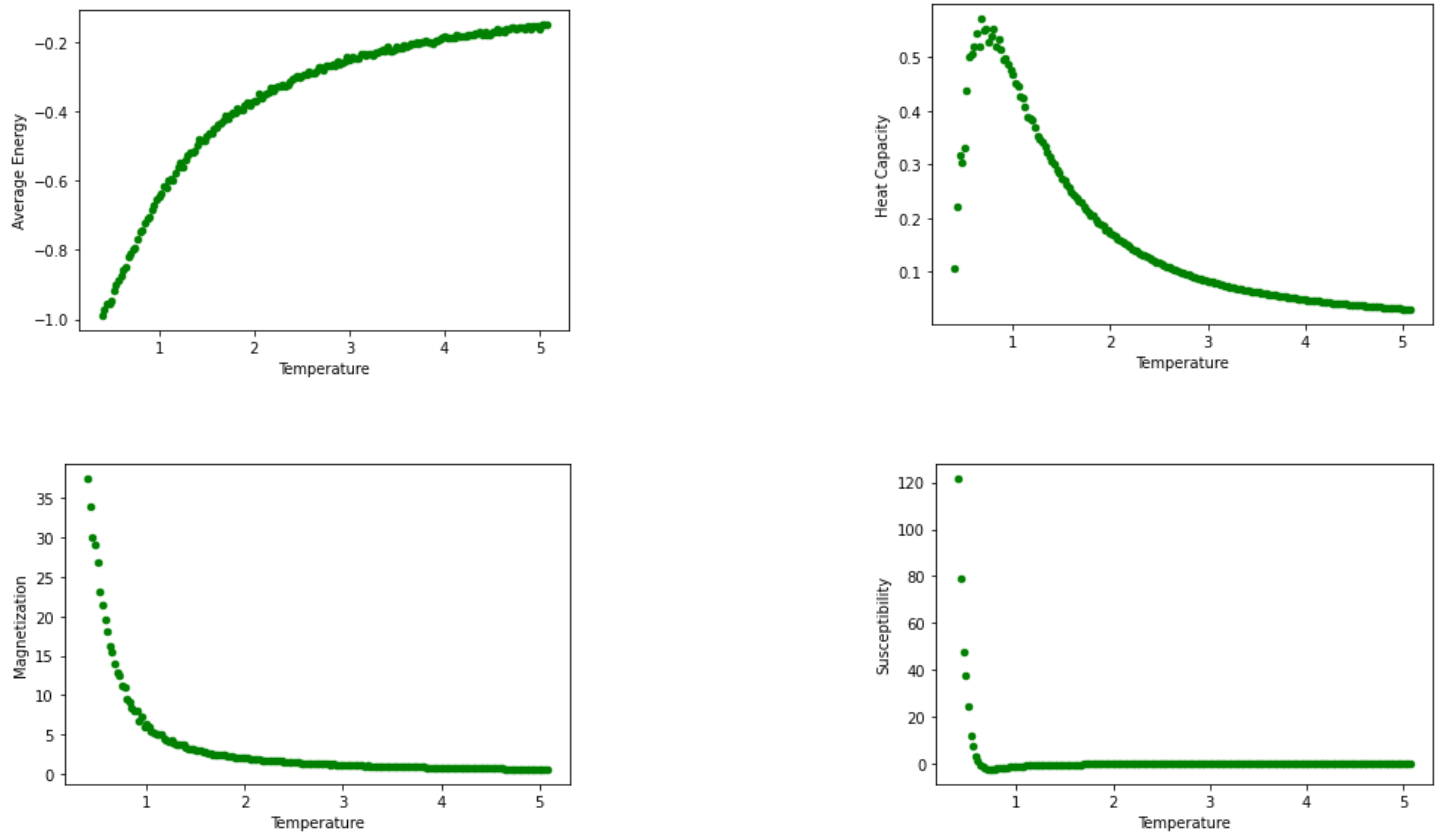 −0.2
−0.4
−0.6
−0.8
−1.0
Average Energy
1 2 3 4 5
Temperature
0.5
0.4
0.3
0.2
0.1
Heat Capacity
1 2 3 4 5
Temperature
35
30
25
20
15
10
5
0
Magnetization
1 2 3 4 5
Temperature
120
100
80
60
40
20
0
Susceptibility
1 2 3 4 5
Temperature